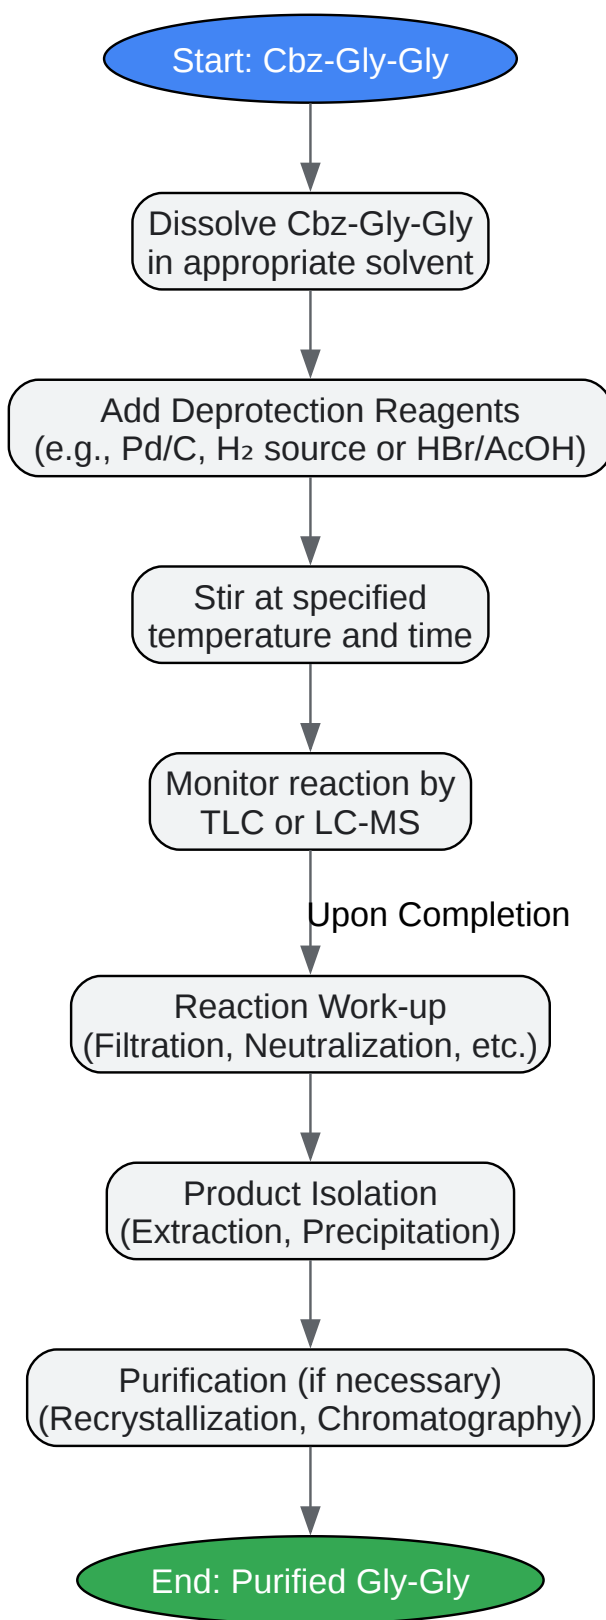 Start: Cbz-Gly-Gly
Dissolve Cbz-Gly-Gly
in appropriate solvent
Add Deprotection Reagents
(e.g., Pd/C, H₂ source or HBr/AcOH)
Stir at specified
temperature and time
Monitor reaction by
TLC or LC-MS
Upon Completion
Reaction Work-up
(Filtration, Neutralization, etc.)
Product Isolation
(Extraction, Precipitation)
Purification (if necessary)
(Recrystallization, Chromatography)
End: Purified Gly-Gly